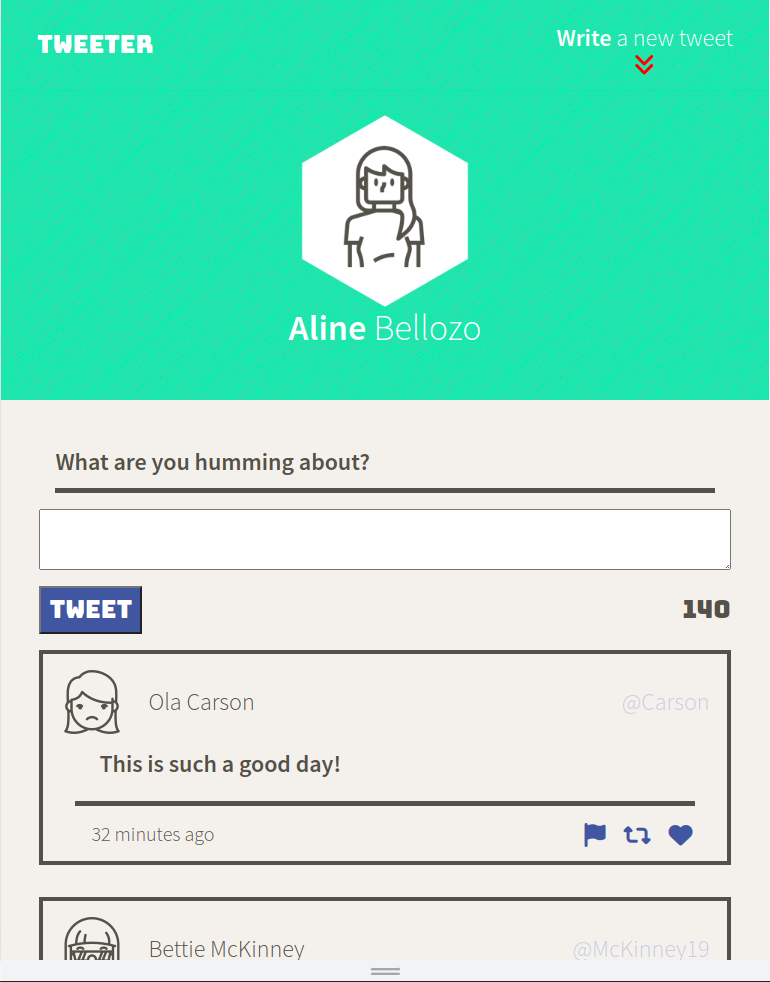 TWEETER
Write a new tweet
Aline Bellozo
What are you humming about?
TWEET
140
Ola Carson
@Carson
This is such a good day!
32 minutes ago
Bettie McKinney
@McKinney19